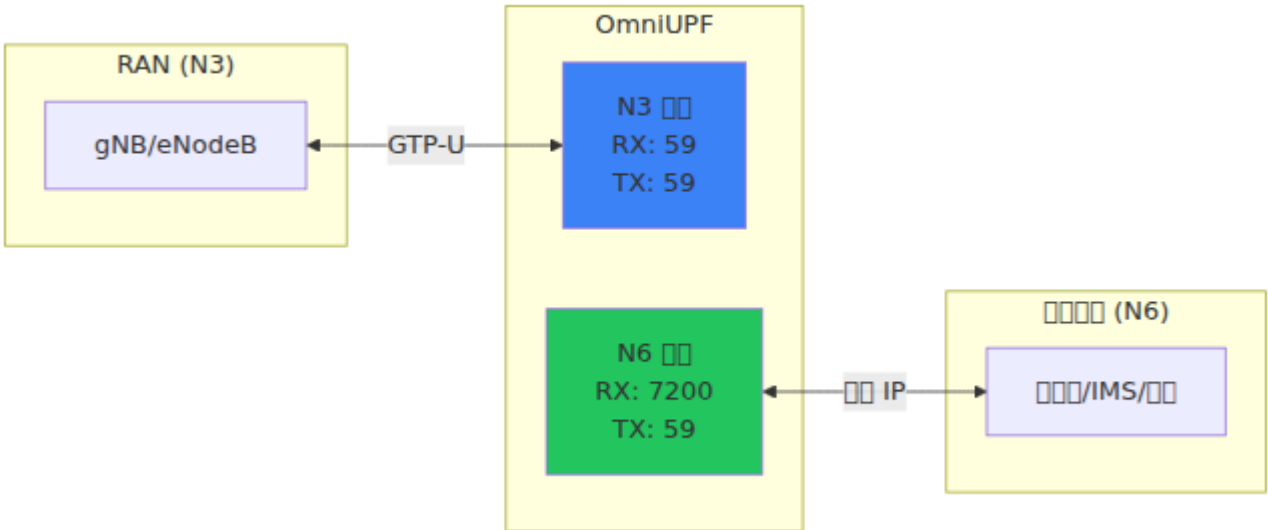 OmniUPF
RAN (N3)
gNB/eNodeB
GTP-U
N3
RX: 59
TX: 59
N6
RX: 7200
TX: 59
IP
(N6)
/IMS/